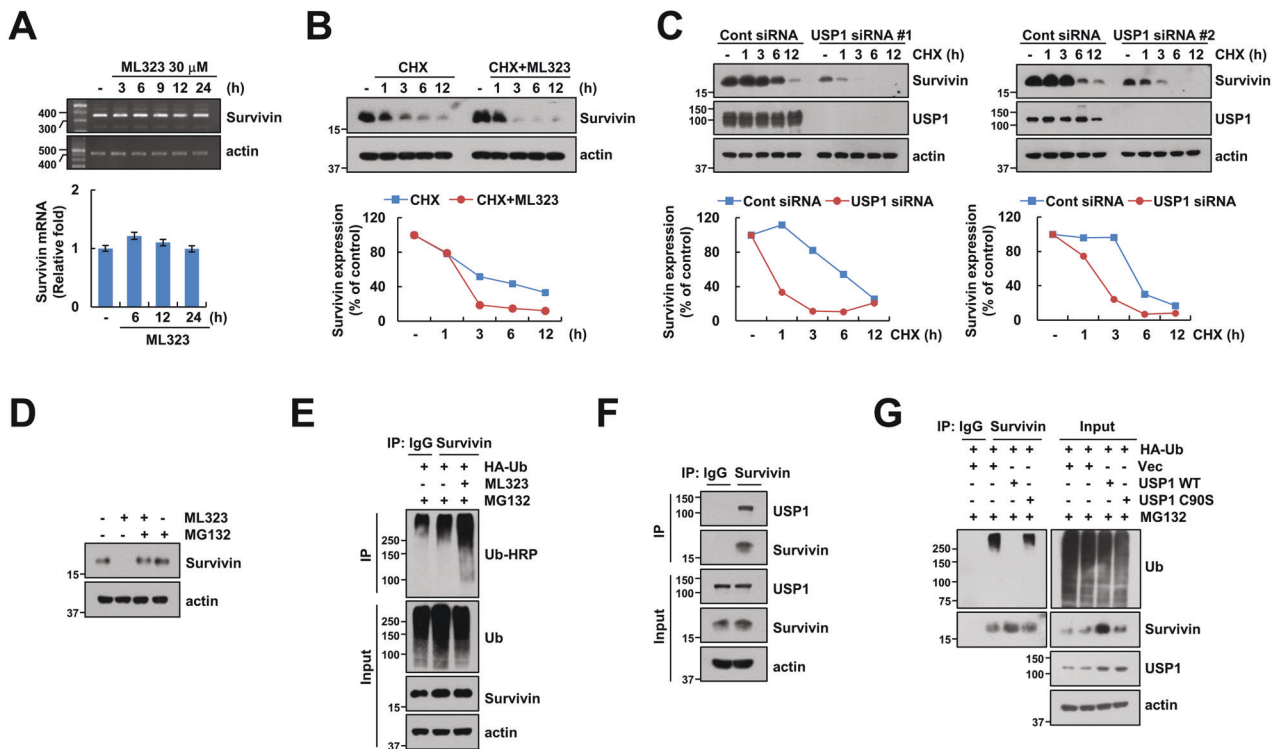 A
ML323 30 μM
- 3 6 9 12 24 (h)
400
300
Survivin
500
400
actin
Survivin mRNA
(Relative fold)
2
1
0
- 6 12 24 (h)
ML323
B
CHX CHX+ML323
- 1 3 6 12 - 1 3 6 12 (h)
15
Survivin
37
actin
CHX CHX+ML323
Survivin expression
(% of control)
120
80
40
0
- 1 3 6 12 (h)
C
Cont siRNA USP1 siRNA #1
- 1 3 6 12 - 1 3 6 12 CHX (h)
15
Survivin
150
100
USP1
37
actin
Cont siRNA USP1 siRNA
Survivin expression
(% of control)
120
80
40
0
- 1 3 6 12 CHX (h)
Cont siRNA USP1 siRNA #2
- 1 3 6 12 - 1 3 6 12 CHX (h)
15
Survivin
150
100
USP1
37
actin
Cont siRNA USP1 siRNA
Survivin expression
(% of control)
120
80
40
0
- 1 3 6 12 CHX (h)
D
- + + - ML323
- - + + MG132
15
Survivin
37
actin
E
IP: IgG Survivin
+ + + HA-Ub
- - + ML323
+ + + MG132
IP
250
150
100
Ub-HRP
Input
250
150
100
Ub
15
Survivin
37
actin
F
IP: IgG Survivin
IP
150
100
USP1
15
Survivin
Input
150
100
USP1
15
Survivin
37
actin
G
IP: IgG Survivin Input
+ + + + + + + + HA-Ub
+ + - - + + - - Vec
- - + - - - + - USP1 WT
- - - + - - - + USP1 C90S
+ + + + + + + + MG132
250
150
100
75
Ub
15
Survivin
150
100
USP1
37
actin